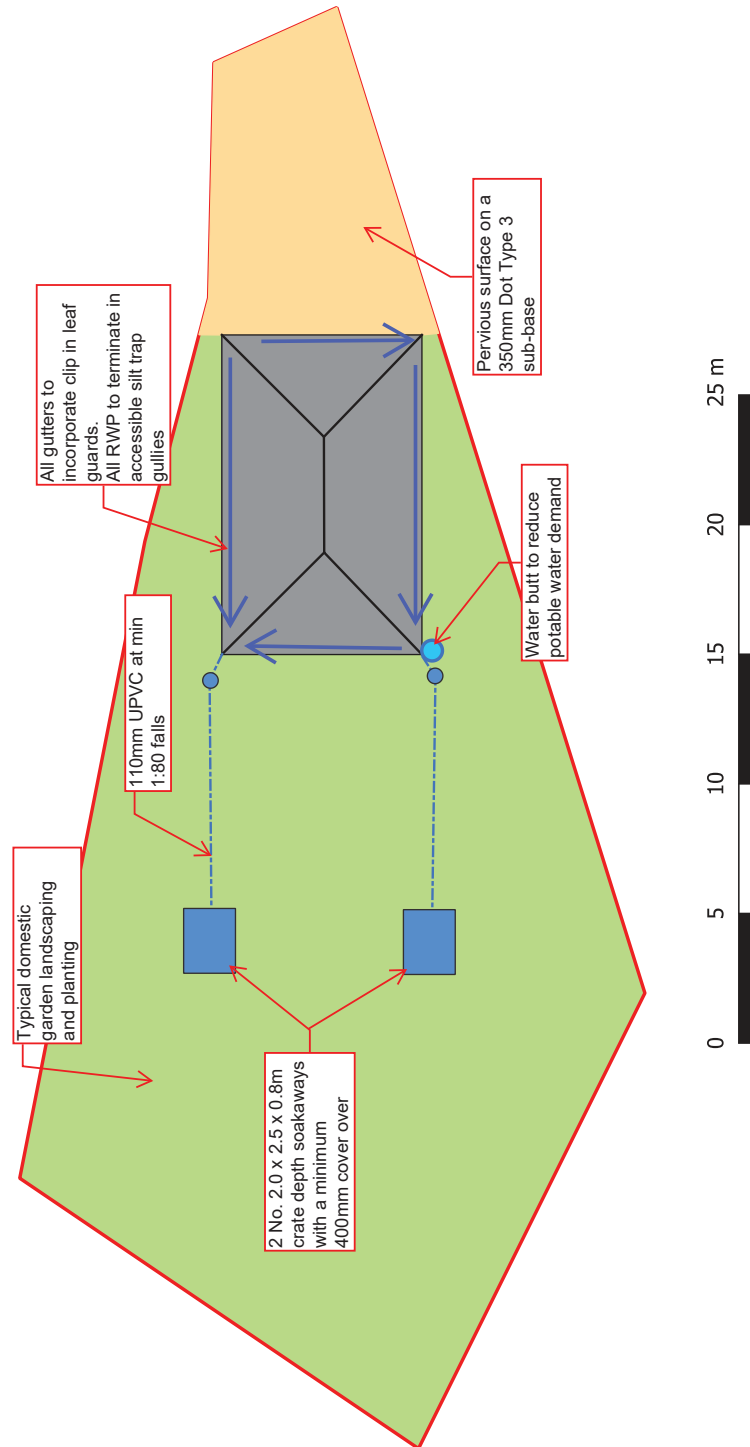 Typical domestic
garden landscaping
and planting
110mm UPVC at min
1:80 falls
All gutters to
incorporate clip in leaf
guards.
All RWP to terminate in
accessible silt trap
gullies
2 No. 2.0 x 2.5 x 0.8m
crate depth soakaways
with a minimum
400mm cover over
Water butt to reduce
potable water demand
Pervious surface on a
350mm Dot Type 3
sub-base
0 5 10 15 20 25 m